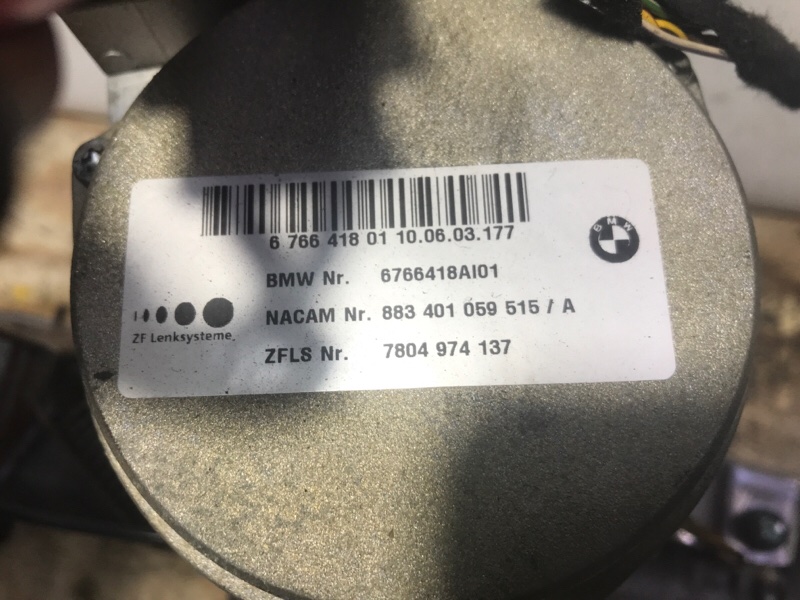 6 766 418 01 10.06.03.177
BMW
BMW Nr. 6766418AI01
NACAM Nr. 883 401 059 515 / A
ZF Lenksysteme
ZFLS Nr. 7804 974 137